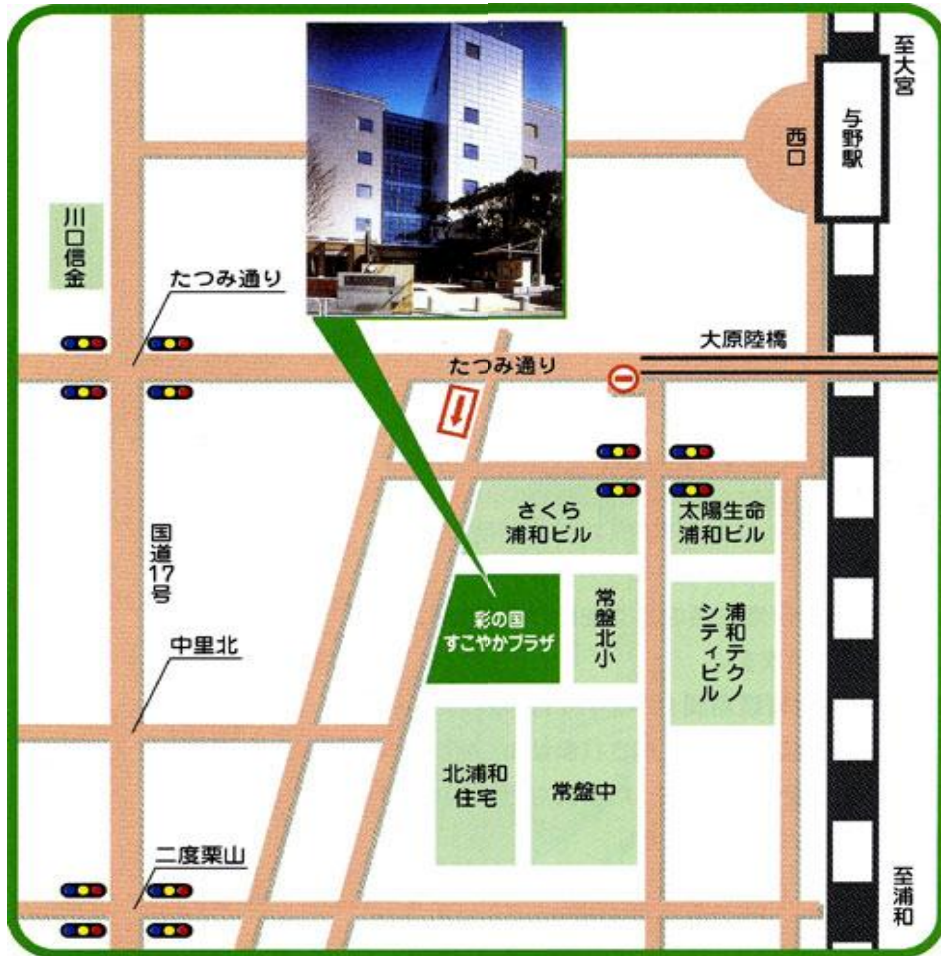 至大宮
与野駅
西口
川口信金
たつみ通り
大原陸橋
たつみ通り
さくら
浦和ビル
太陽生命
浦和ビル
国道17号
彩の国
すこやかプラザ
常盤北小
浦和テクノ
シティビル
中里北
北浦和
住宅
常盤中
二度栗山
至浦和